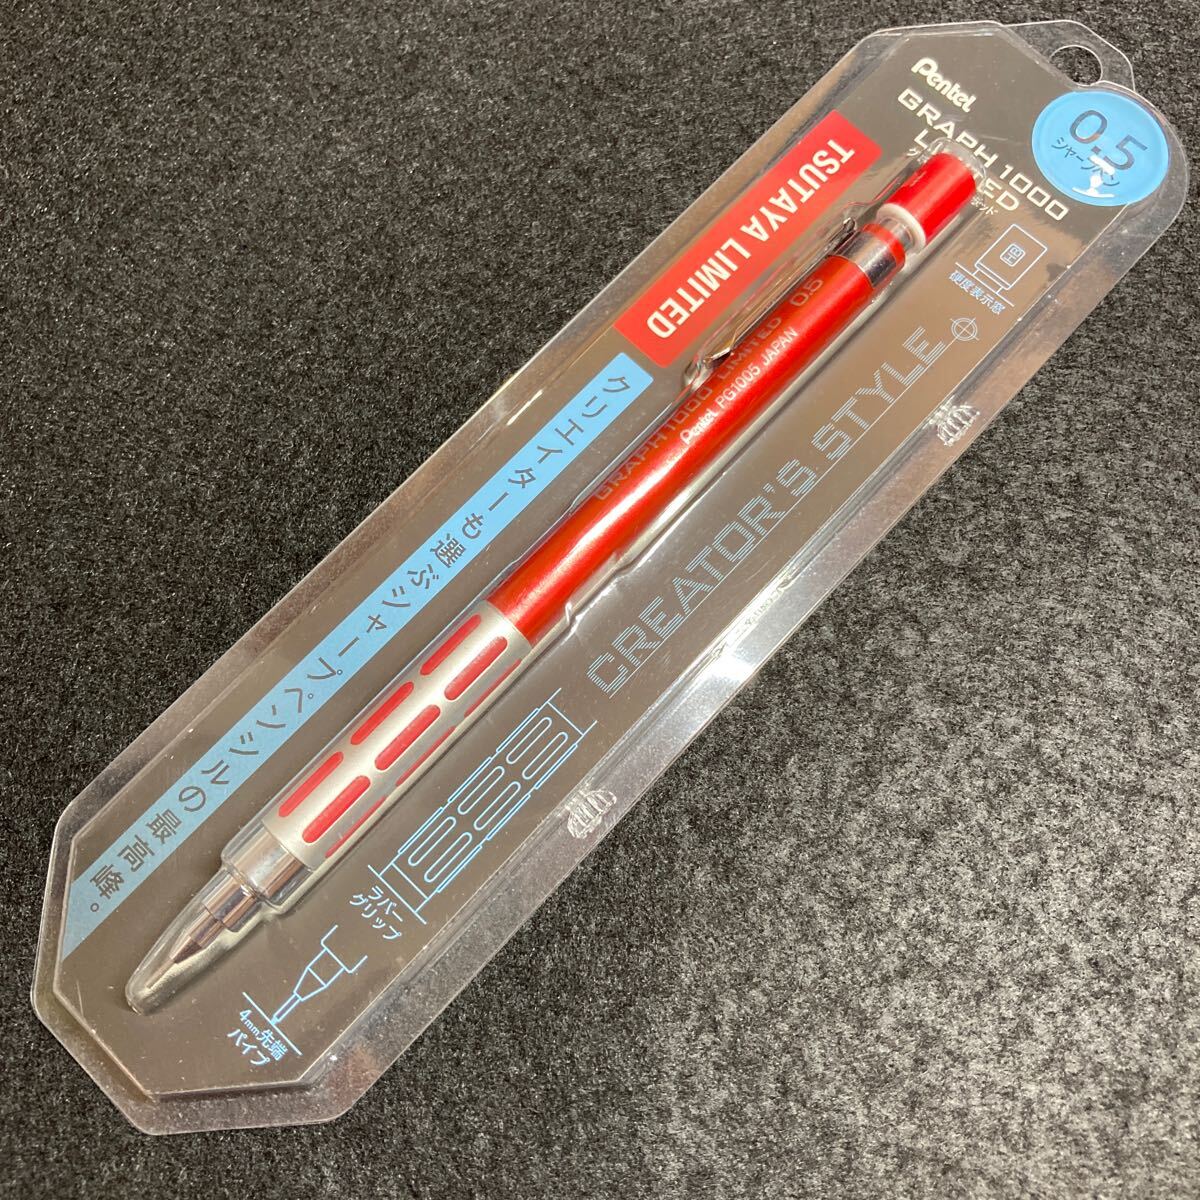 Pentel
GRAPH 1000
0.5
シャープペン
TSUTAYA LIMITED
硬度表示窓
GRAPH 1000 LIMITED 0.5
Pentel PG1005 JAPAN
CREATOR'S STYLE
クリエイターも選ぶシャープペンシルの最高峰。
ラバー
グリップ
4mm先端
パイプ